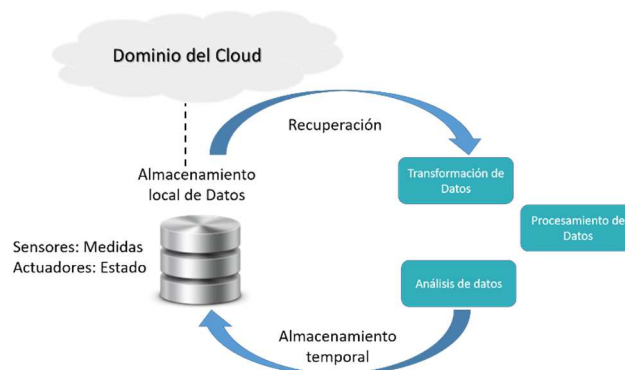 Dominio del Cloud
Recuperación
Almacenamiento
local de Datos
Transformación de
Datos
Procesamiento de
Datos
Sensores: Medidas
Actuadores: Estado
Análisis de datos
Almacenamiento
temporal